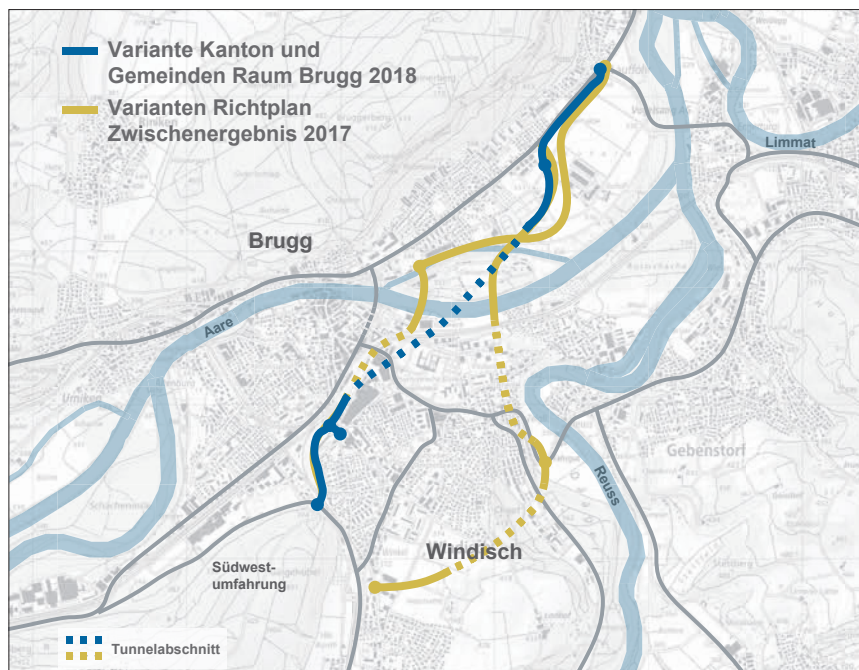 Variante Kanton und
Gemeinden Raum Brugg 2018
Varianten Richtplan
Zwischenergebnis 2017
Limmat
Brugg
Aare
Gebenstorf
Reuss
Windisch
Südwest-
umfahrung
Tunnelabschnitt